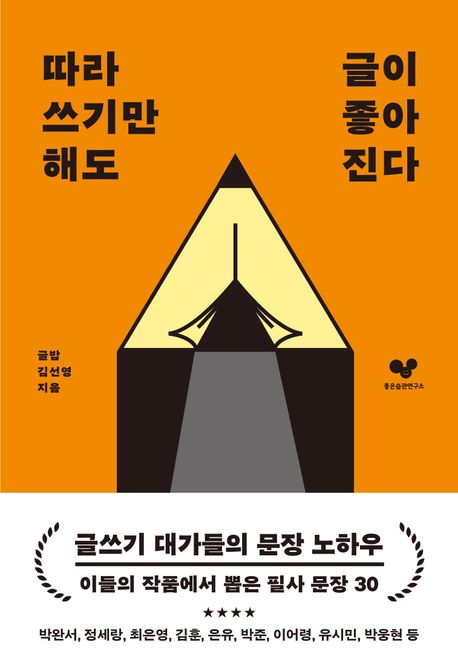 따라
쓰기만
해도
글이
좋아
진다
글밥
김선영
지음
좋은습관연구소
글쓰기 대가들의 문장 노하우
이들의 작품에서 뽑은 필사 문장 30
★★★★
박완서, 정세랑, 최은영, 김훈, 은유, 박준, 이어령, 유시민, 박웅현 등